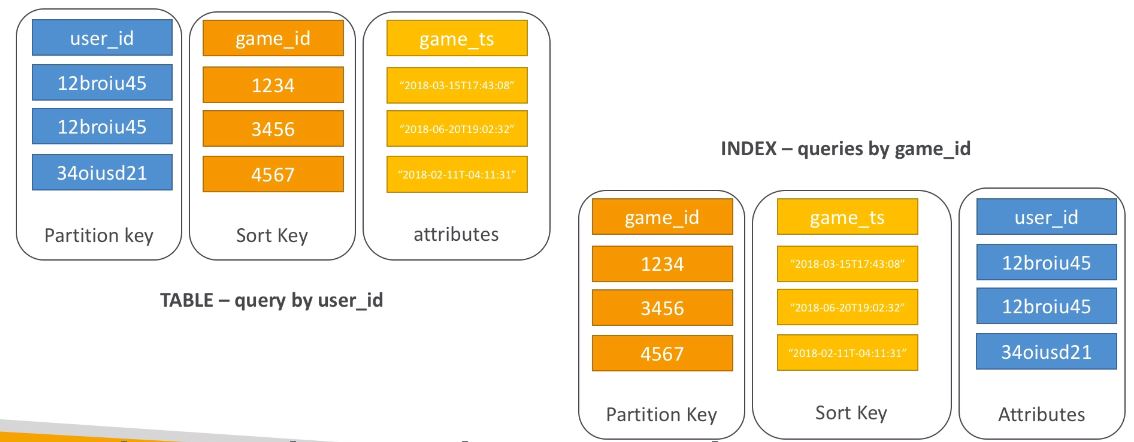 user_id game_id game_ts
12broiu45 1234 "2018-03-15T17:43:08"
12broiu45 3456 "2018-06-20T19:02:32"
34oiusd21 4567 "2018-02-11T-04:11:31"
Partition key Sort Key attributes
TABLE – query by user_id
INDEX – queries by game_id
game_id game_ts user_id
1234 "2018-03-15T17:43:08" 12broiu45
3456 "2018-06-20T19:02:32" 12broiu45
4567 "2018-02-11T-04:11:31" 34oiusd21
Partition Key Sort Key Attributes